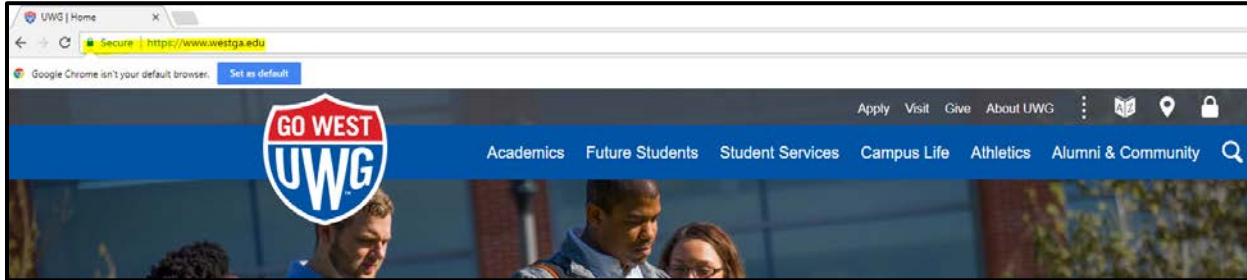 UWG | Home
Secure | https://www.westga.edu
Google Chrome isn't your default browser. Set as default
Apply Visit Give About UWG
A Z
GO WEST
UWG
Academics Future Students Student Services Campus Life Athletics Alumni & Community